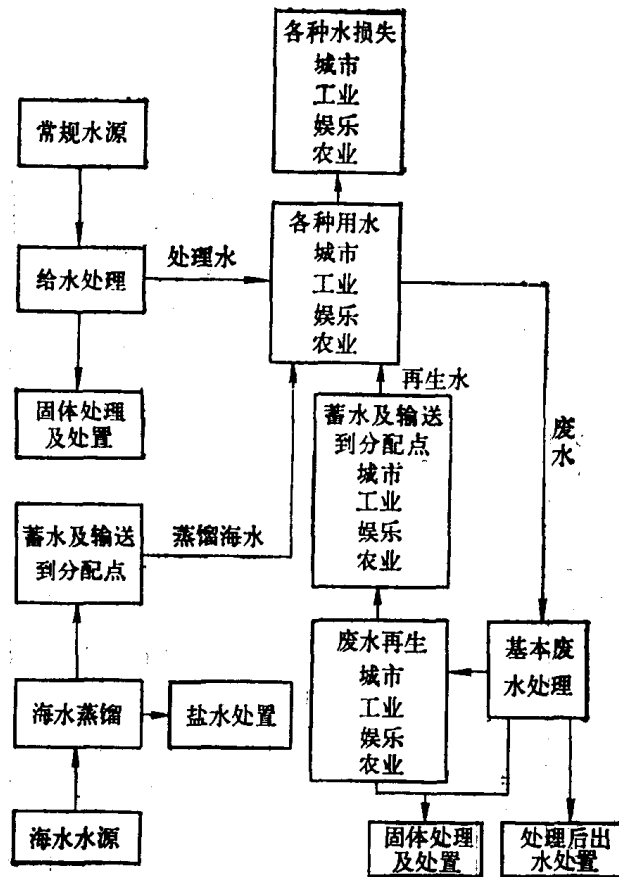 各种水损失
城市
工业
娱乐
农业
常规水源
各种用水
城市
工业
娱乐
农业
处理水
给水处理
再生水
固体处理
及处置
蓄水及输送
到分配点
城市
工业
娱乐
农业
废水
蓄水及输送
到分配点
蒸馏海水
废水再生
城市
工业
娱乐
农业
基本废
水处理
海水蒸馏
盐水处置
海水水源
固体处理
及处置
处理后出
水处置